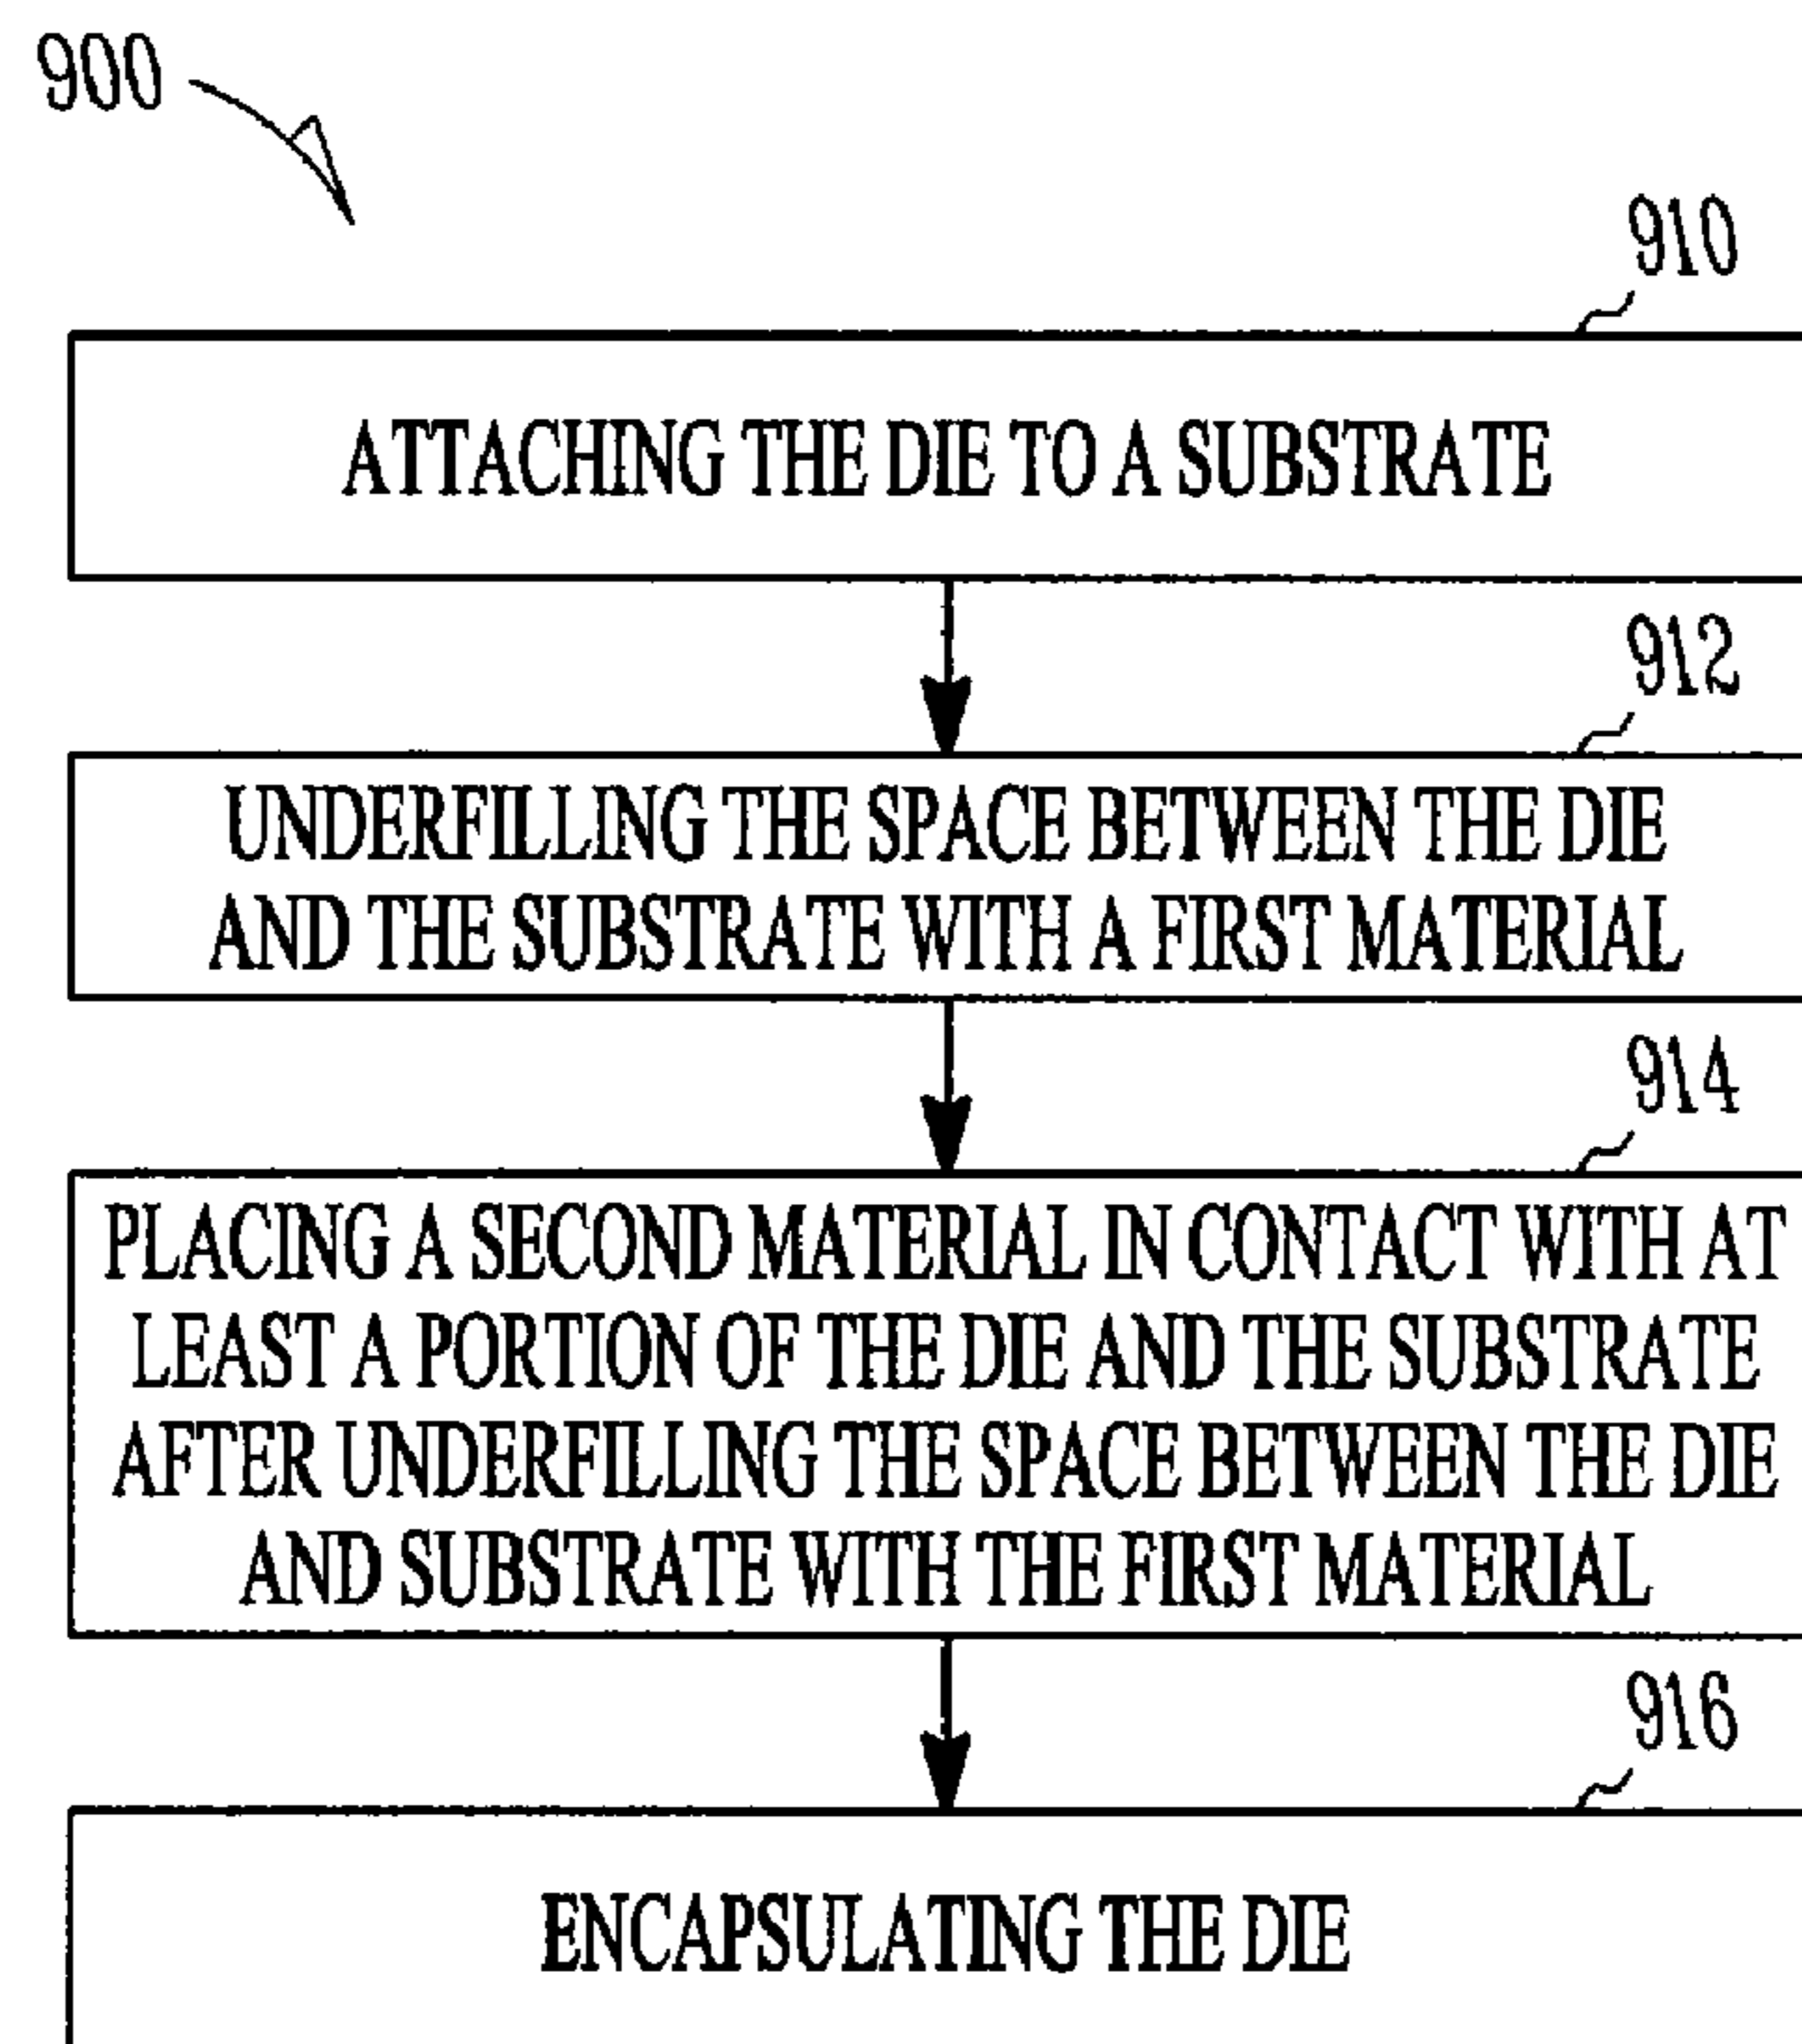 900
910
ATTACHING THE DIE TO A SUBSTRATE
912
UNDERFILLING THE SPACE BETWEEN THE DIE
AND THE SUBSTRATE WITH A FIRST MATERIAL
914
PLACING A SECOND MATERIAL IN CONTACT WITH AT
LEAST A PORTION OF THE DIE AND THE SUBSTRATE
AFTER UNDERFILLING THE SPACE BETWEEN THE DIE
AND SUBSTRATE WITH THE FIRST MATERIAL
916
ENCAPSULATING THE DIE